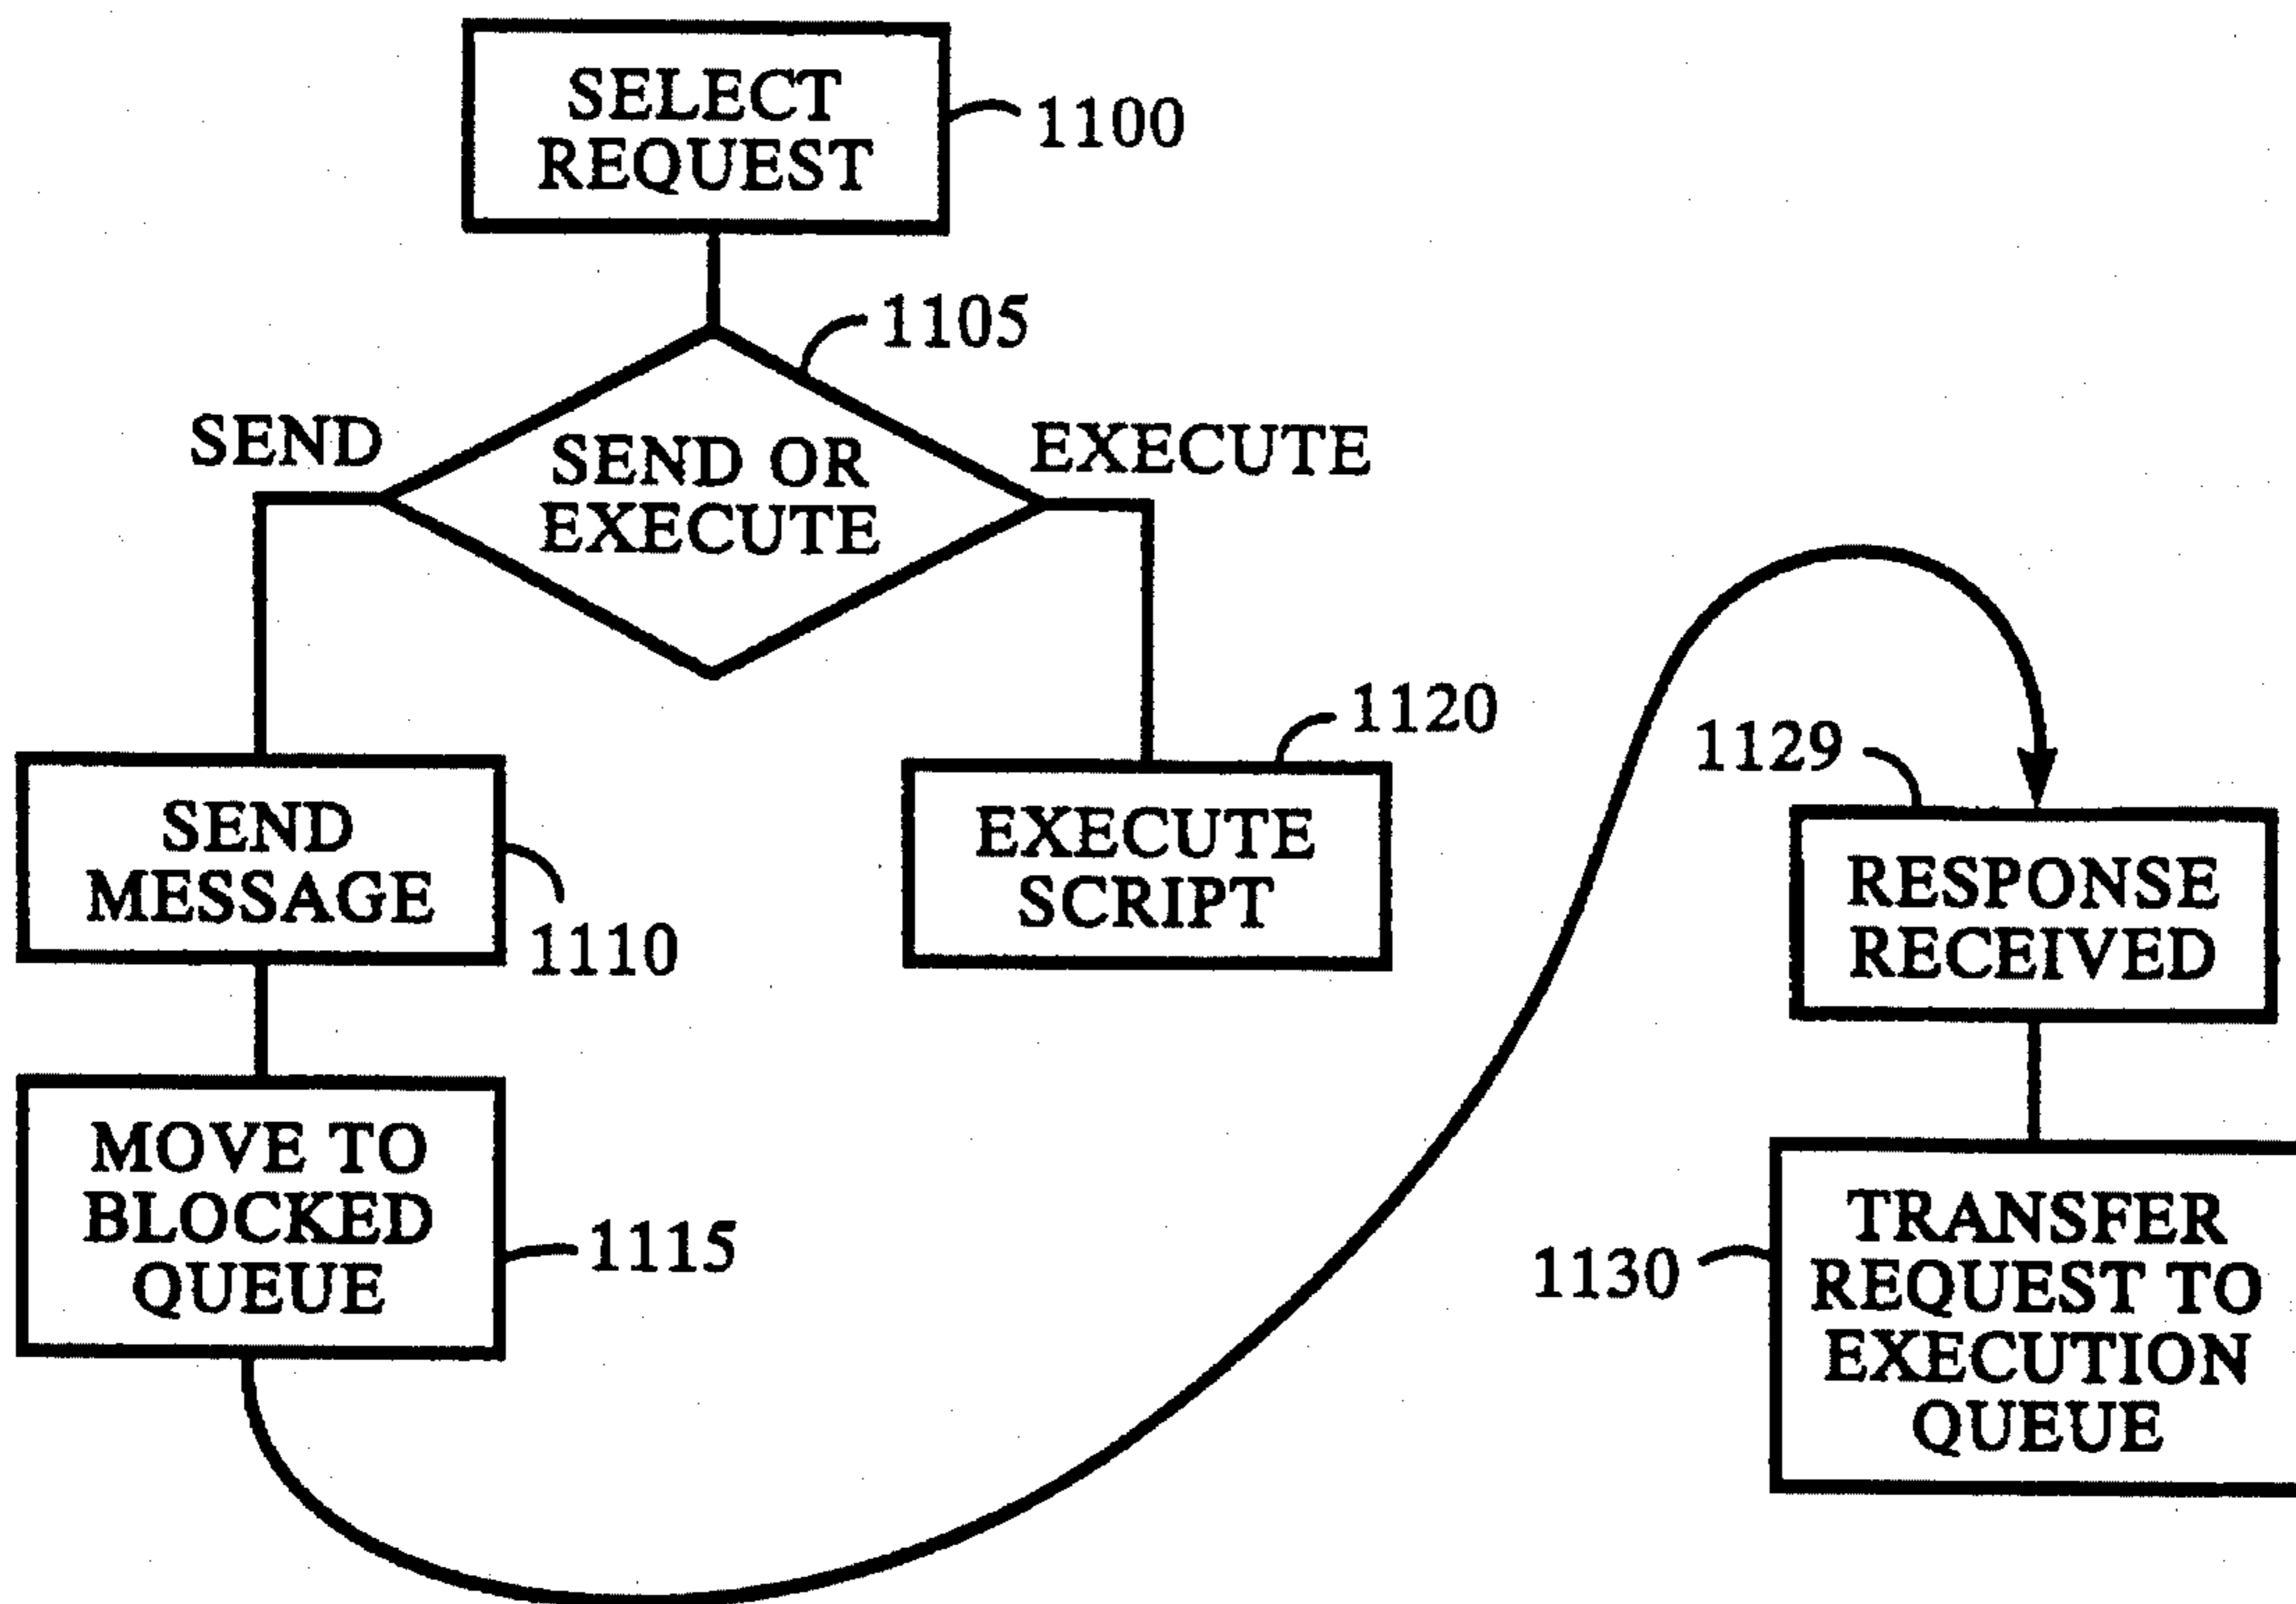 SELECT
REQUEST
1100
1105
SEND
SEND OR
EXECUTE
EXECUTE
SEND
MESSAGE
1110
1120
EXECUTE
SCRIPT
MOVE TO
BLOCKED
QUEUE
1115
1129
RESPONSE
RECEIVED
1130
TRANSFER
REQUEST TO
EXECUTION
QUEUE